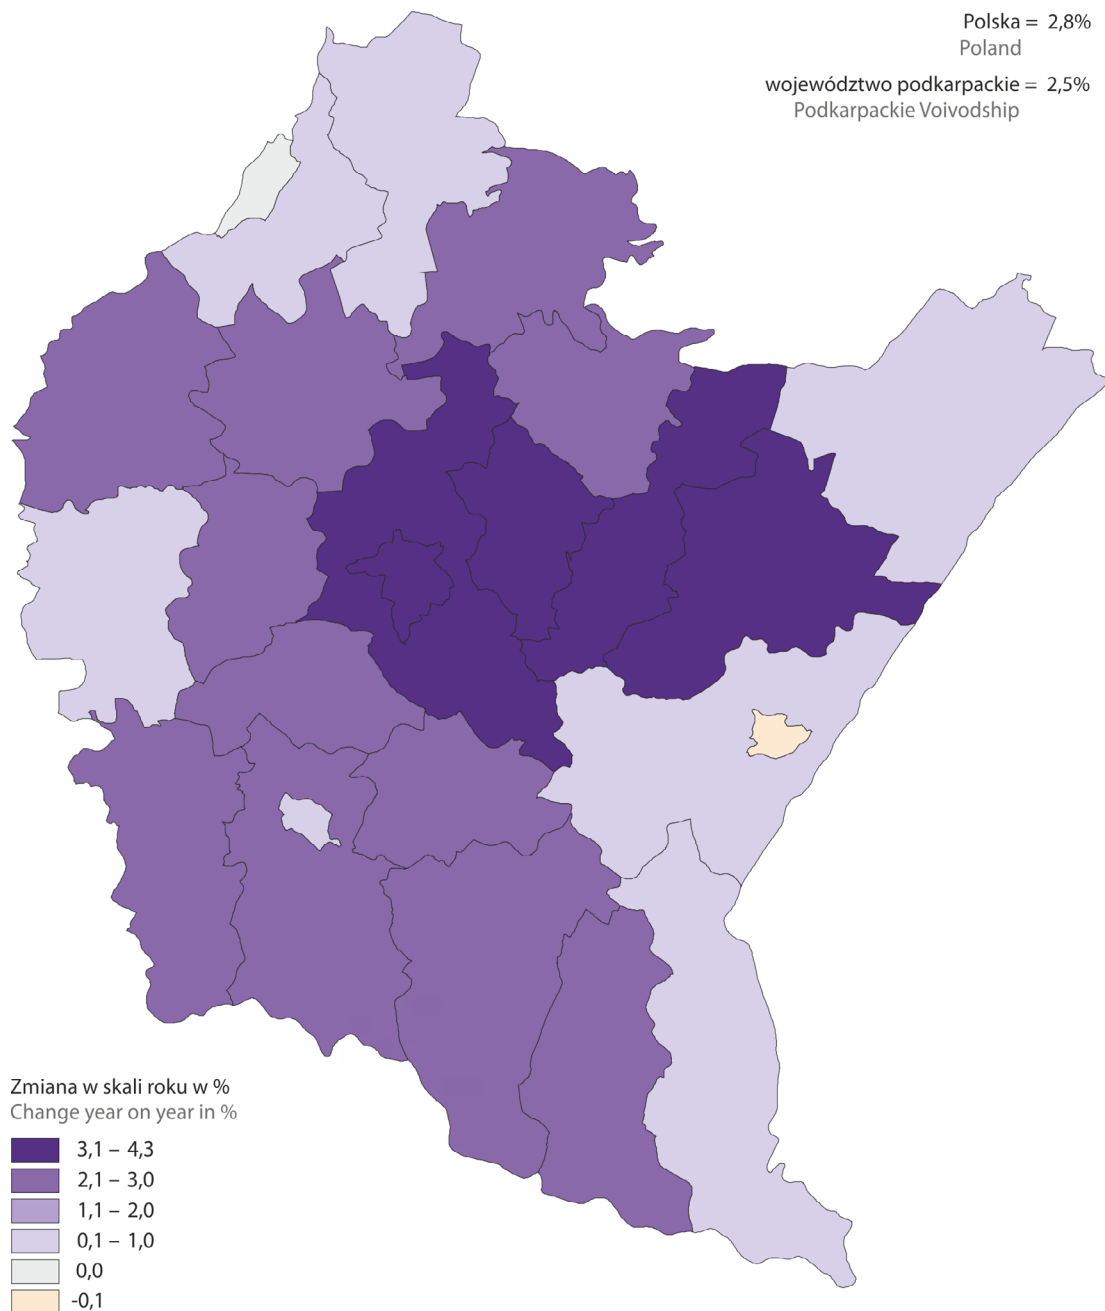 Polska = 2,8%
Poland
województwo podkarpackie = 2,5%
Podkarpackie Voivodship
Zmiana w skali roku w %
Change year on year in %
3,1 – 4,3
2,1 – 3,0
1,1 – 2,0
0,1 – 1,0
0,0
-0,1